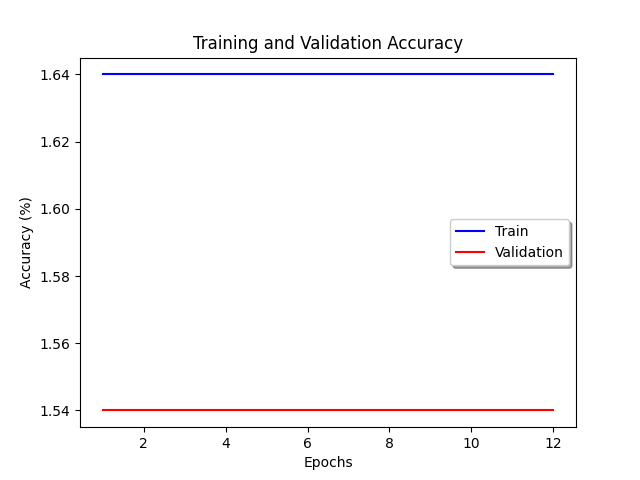 Training and Validation Accuracy
Accuracy (%)
1.64
1.62
1.60
1.58
1.56
1.54
Train
Validation
2 4 6 8 10 12
Epochs